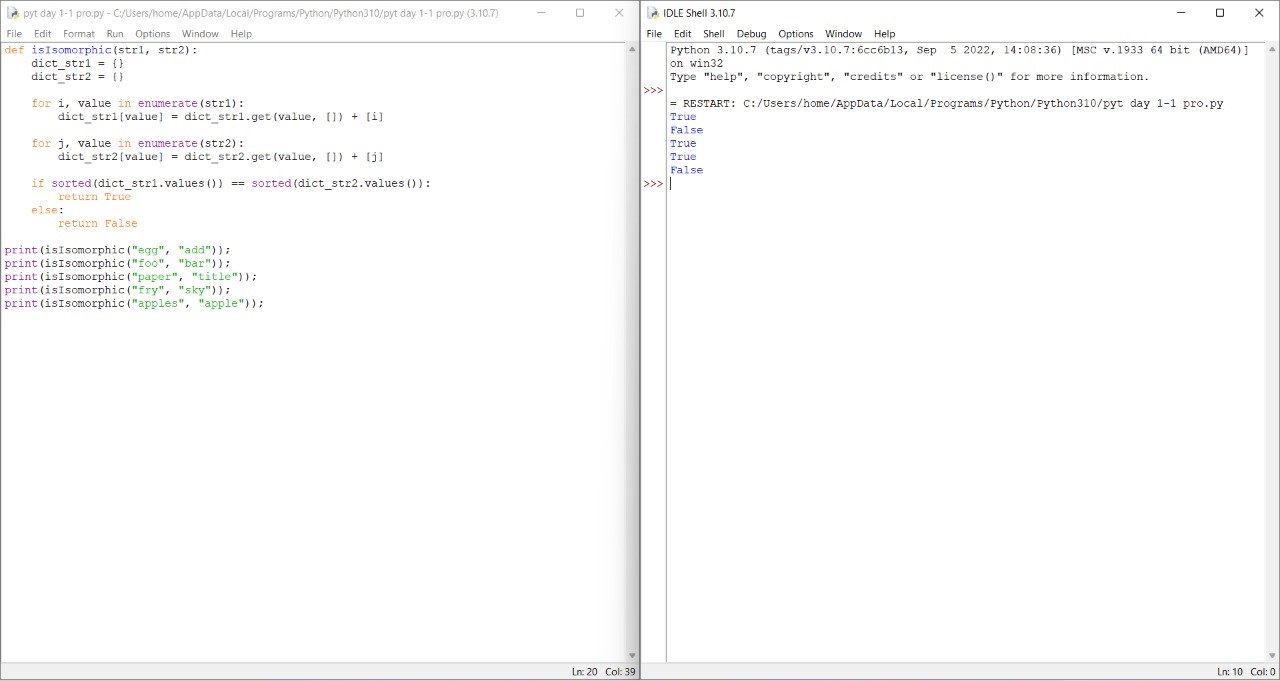 pyt day 1-1 pro.py - C:/Users/home/AppData/Local/Programs/Python/Python310/pyt day 1-1 pro.py (3.10.7)
File Edit Format Run Options Window Help
def isIsomorphic(str1, str2):
    dict_str1 = {}
    dict_str2 = {}

    for i, value in enumerate(str1):
        dict_str1[value] = dict_str1.get(value, []) + [i]

    for j, value in enumerate(str2):
        dict_str2[value] = dict_str2.get(value, []) + [j]

    if sorted(dict_str1.values()) == sorted(dict_str2.values()):
        return True
    else:
        return False

print(isIsomorphic("egg", "add"));
print(isIsomorphic("foo", "bar"));
print(isIsomorphic("paper", "title"));
print(isIsomorphic("fry", "sky"));
print(isIsomorphic("apples", "apple"));
Ln: 20 Col: 39
IDLE Shell 3.10.7
File Edit Shell Debug Options Window Help
Python 3.10.7 (tags/v3.10.7:6cc6b13, Sep  5 2022, 14:08:36) [MSC v.1933 64 bit (AMD64)]
on win32
Type "help", "copyright", "credits" or "license()" for more information.
>>>
= RESTART: C:/Users/home/AppData/Local/Programs/Python/Python310/pyt day 1-1 pro.py
True
False
True
True
False
>>>
Ln: 10 Col: 0